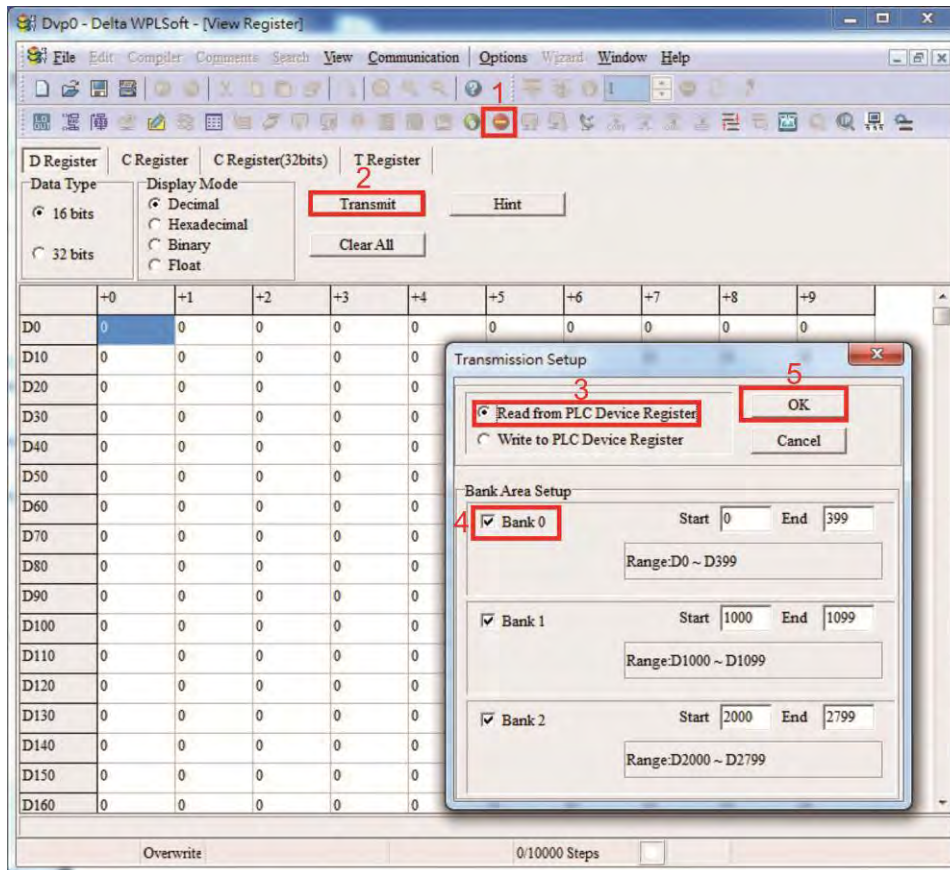 Dvp0 - Delta WPLSoft - [View Register]
File Edit Compiler Comments Search View Communication Options Wizard Window Help
1
1
D Register C Register C Register(32bits) T Register
2
Data Type Display Mode
16 bits Decimal Transmit Hint
Hexadecimal
32 bits Binary Clear All
Float
+0 +1 +2 +3 +4 +5 +6 +7 +8 +9
D0 0 0 0 0 0 0 0 0 0 0
D10 0 0 0 0 0
D20 0 0 0 0 0
D30 0 0 0 0 0
D40 0 0 0 0 0
D50 0 0 0 0 0
D60 0 0 0 0 0
D70 0 0 0 0 0
D80 0 0 0 0 0
D90 0 0 0 0 0
D100 0 0 0 0 0
D110 0 0 0 0 0
D120 0 0 0 0 0
D130 0 0 0 0 0
D140 0 0 0 0 0
D150 0 0 0 0 0
D160 0 0 0 0 0
Transmission Setup
3 5
Read from PLC Device Register OK
Write to PLC Device Register Cancel
Bank Area Setup
4 Bank 0 Start 0 End 399
Range:D0 ~ D399
Bank 1 Start 1000 End 1099
Range:D1000 ~ D1099
Bank 2 Start 2000 End 2799
Range:D2000 ~ D2799
Overwrite 0/10000 Steps